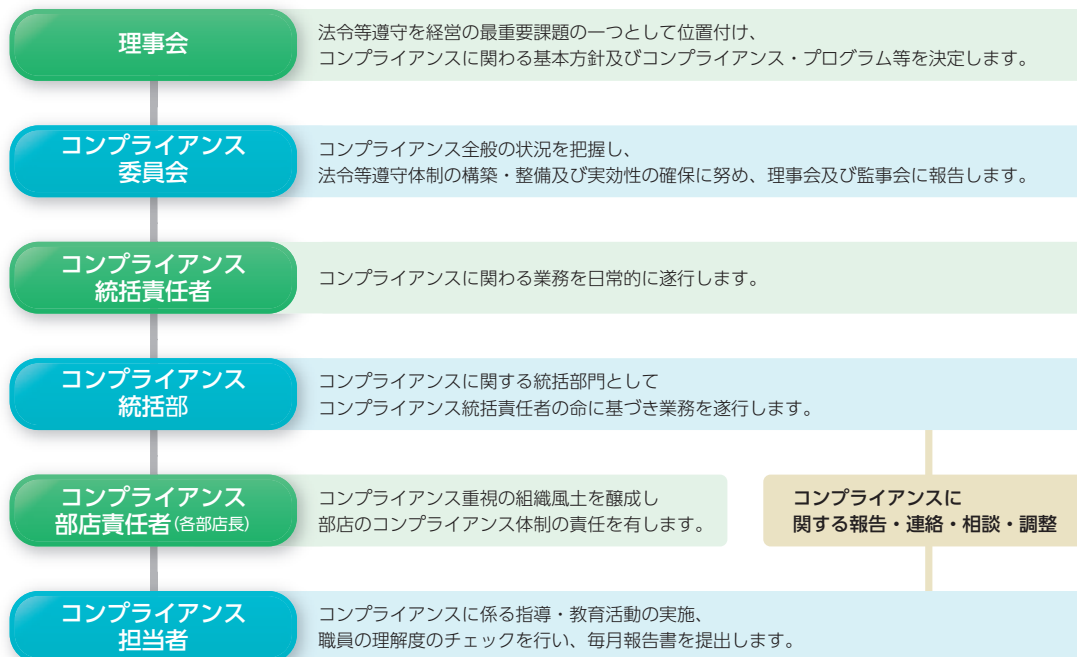 理事会
法令等遵守を経営の最重要課題の一つとして位置付け、
コンプライアンスに関わる基本方針及びコンプライアンス・プログラム等を決定します。
コンプライアンス
委員会
コンプライアンス全般の状況を把握し、
法令等遵守体制の構築・整備及び実効性の確保に努め、理事会及び監事会に報告します。
コンプライアンス
統括責任者
コンプライアンスに関わる業務を日常的に遂行します。
コンプライアンス
統括部
コンプライアンスに関する統括部門として
コンプライアンス統括責任者の命に基づき業務を遂行します。
コンプライアンス
部店責任者(各部店長)
コンプライアンス重視の組織風土を醸成し
部店のコンプライアンス体制の責任を有します。
コンプライアンスに
関する報告・連絡・相談・調整
コンプライアンス
担当者
コンプライアンスに係る指導・教育活動の実施、
職員の理解度のチェックを行い、毎月報告書を提出します。